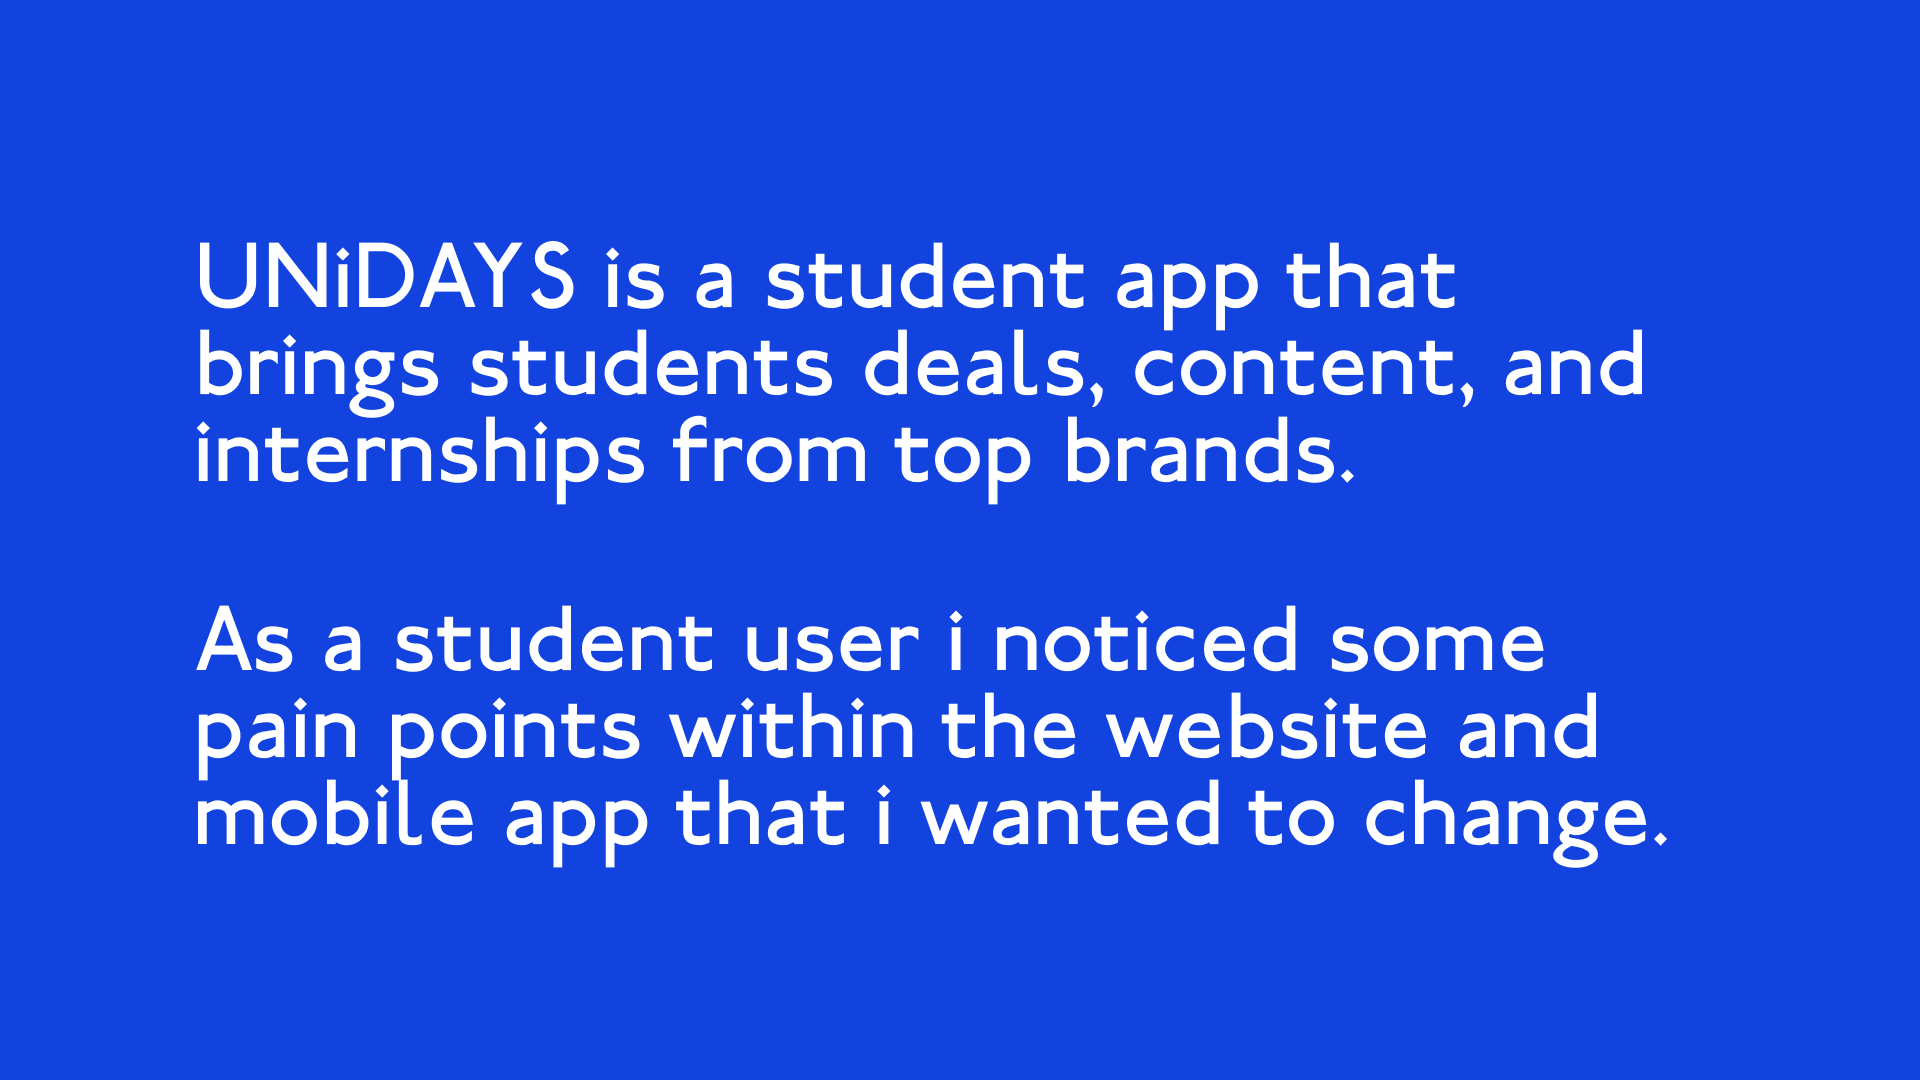 UNiDAYS is a student app that
brings students deals, content, and
internships from top brands.
As a student user i noticed some
pain points within the website and
mobile app that i wanted to change.